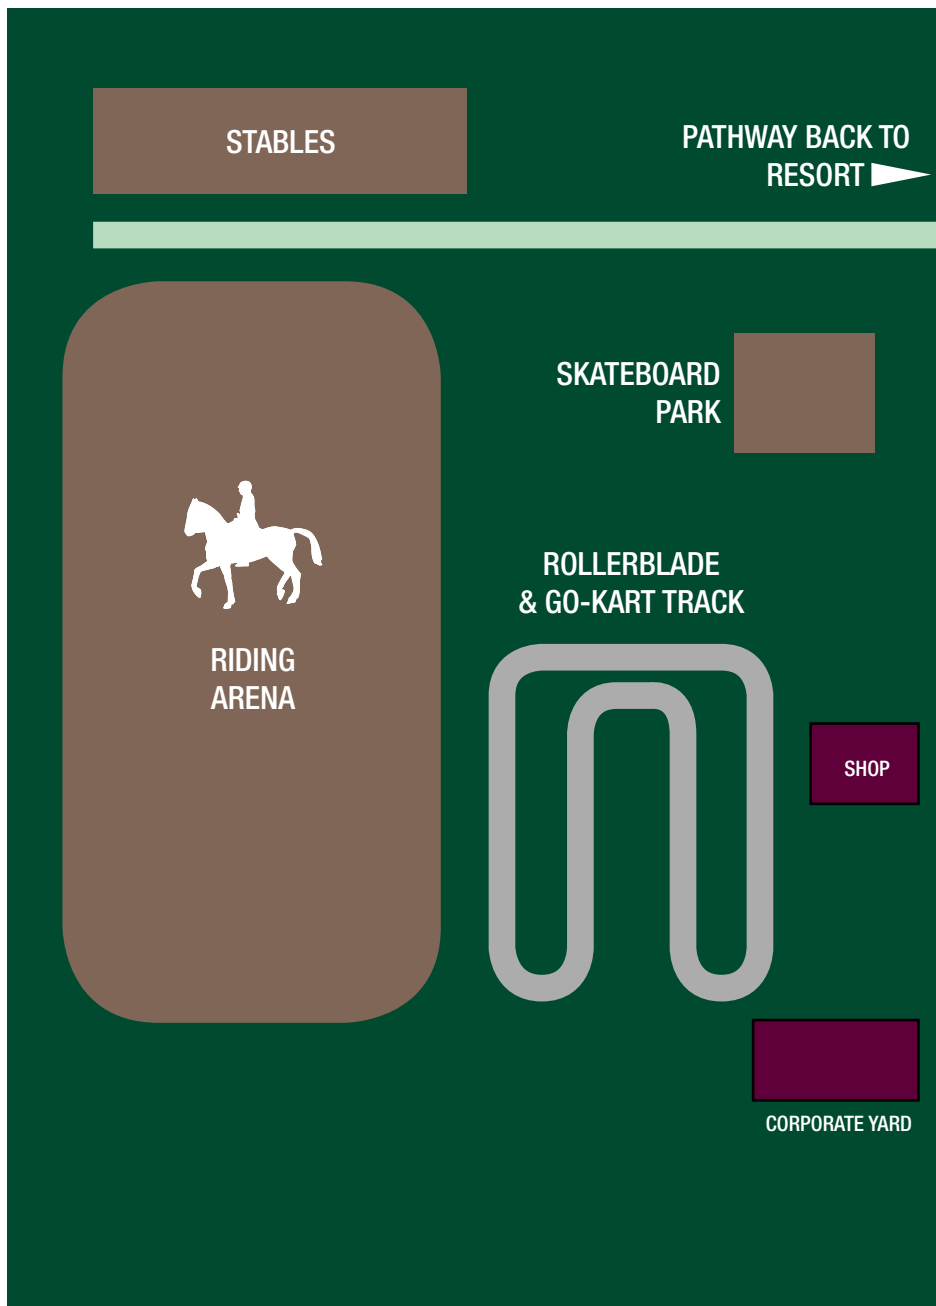 STABLES
PATHWAY BACK TO
RESORT
SKATEBOARD
PARK
ROLLERBLADE
& GO-KART TRACK
RIDING
ARENA
SHOP
CORPORATE YARD